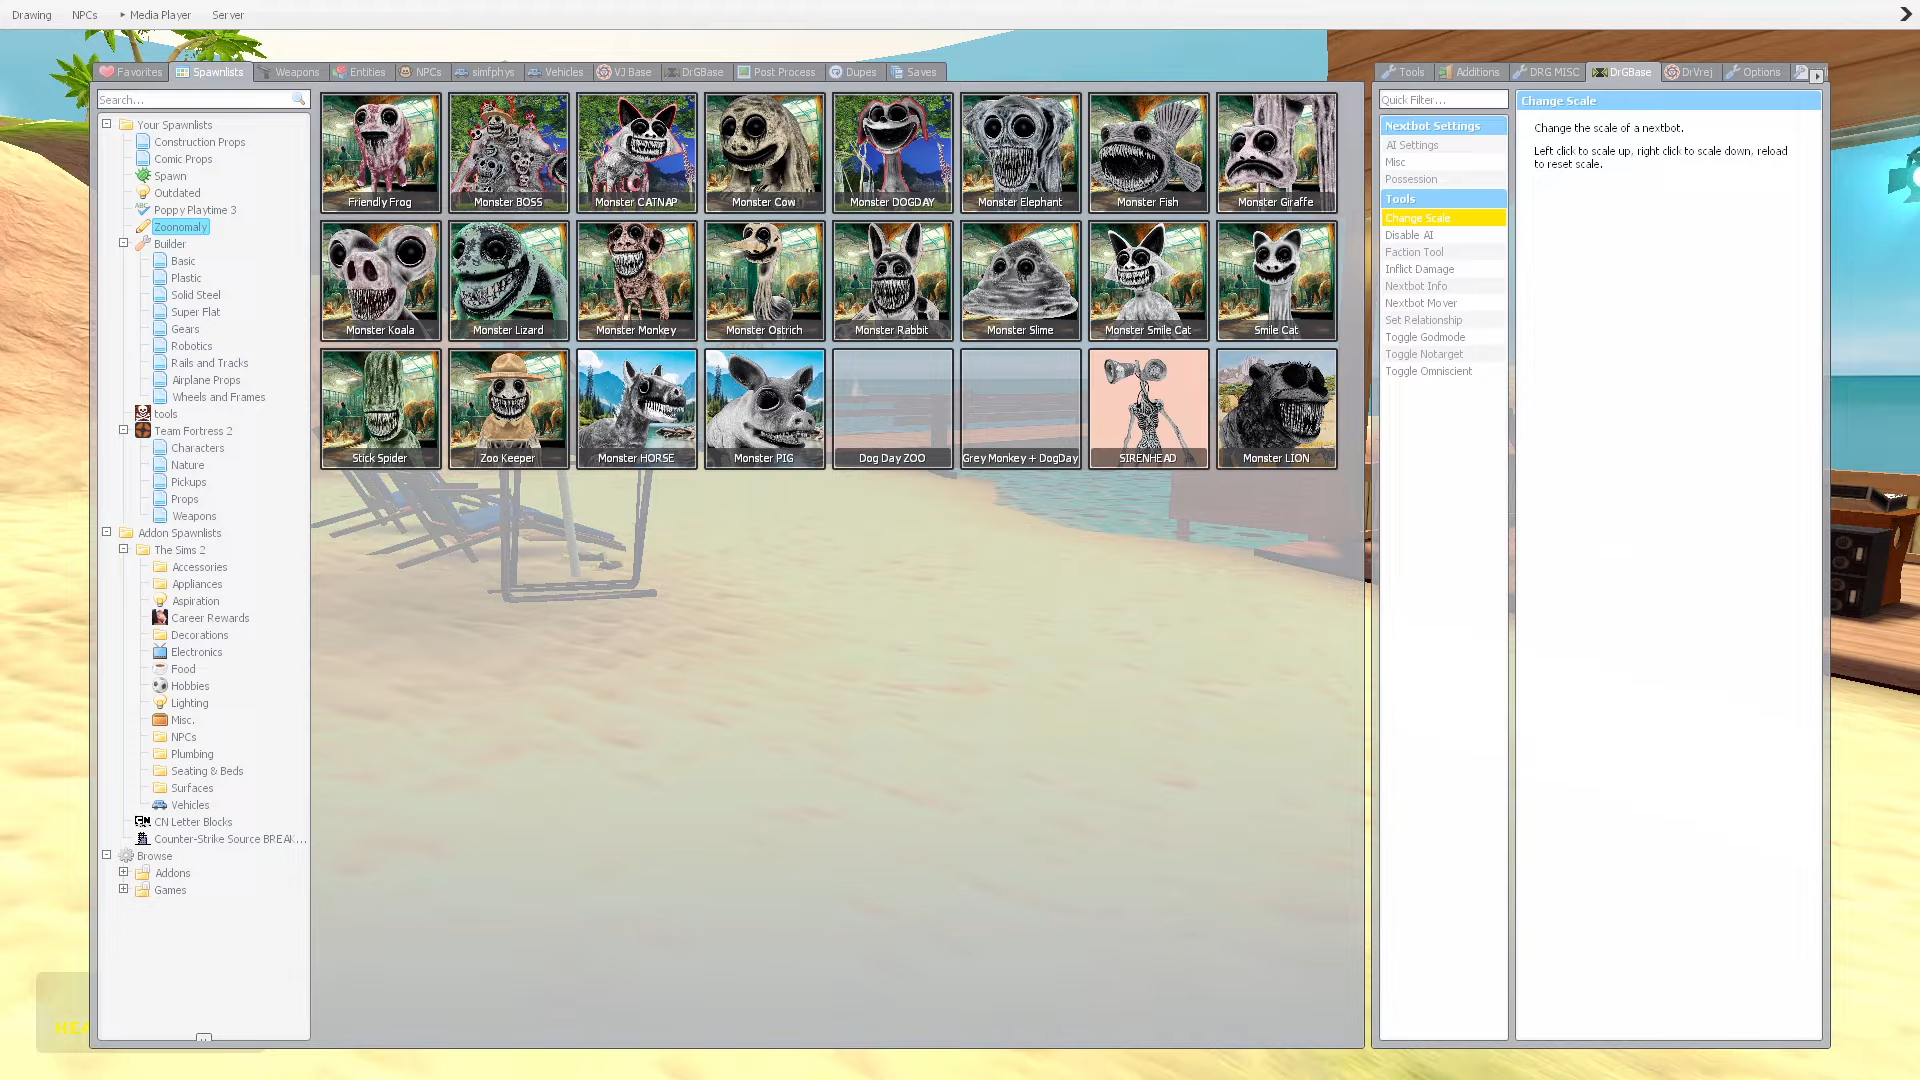 Drawing
NPCs
Media Player
Server
Favorites
Spawnlists
Weapons
Entities
NPCs
simfphys
Vehicles
VJ Base
DrGBase
Post Process
Dupes
Saves
Search...
Your Spawnlists
Construction Props
Comic Props
Spawn
Outdated
Poppy Playtime 3
Zoonomaly
Builder
Basic
Plastic
Solid Steel
Super Flat
Gears
Robotics
Rails and Tracks
Airplane Props
Wheels and Frames
tools
Team Fortress 2
Characters
Nature
Pickups
Props
Weapons
Addon Spawnlists
The Sims 2
Accessories
Appliances
Aspiration
Career Rewards
Decorations
Electronics
Food
Hobbies
Lighting
Misc.
NPCs
Plumbing
Seating & Beds
Surfaces
Vehicles
CN Letter Blocks
Counter-Strike Source BREAK...
Browse
Addons
Games
Friendly Frog
Monster BOSS
Monster CATNAP
Monster Cow
Monster DOGDAY
Monster Elephant
Monster Fish
Monster Giraffe
Monster Koala
Monster Lizard
Monster Monkey
Monster Ostrich
Monster Rabbit
Monster Slime
Monster Smile Cat
Smile Cat
Stick Spider
Zoo Keeper
Monster HORSE
Monster PIG
Dog Day ZOO
Grey Monkey + DogDay
SIRENHEAD
Monster LION
Tools
Additions
DRG MISC
DrGBase
DrVrej
Options
Quick Filter...
Nextbot Settings
AI Settings
Misc
Possession
Tools
Change Scale
Disable AI
Faction Tool
Inflict Damage
Nextbot Info
Nextbot Mover
Set Relationship
Toggle Godmode
Toggle Notarget
Toggle Omniscient
Change Scale
Change the scale of a nextbot.
Left click to scale up, right click to scale down, reload
to reset scale.